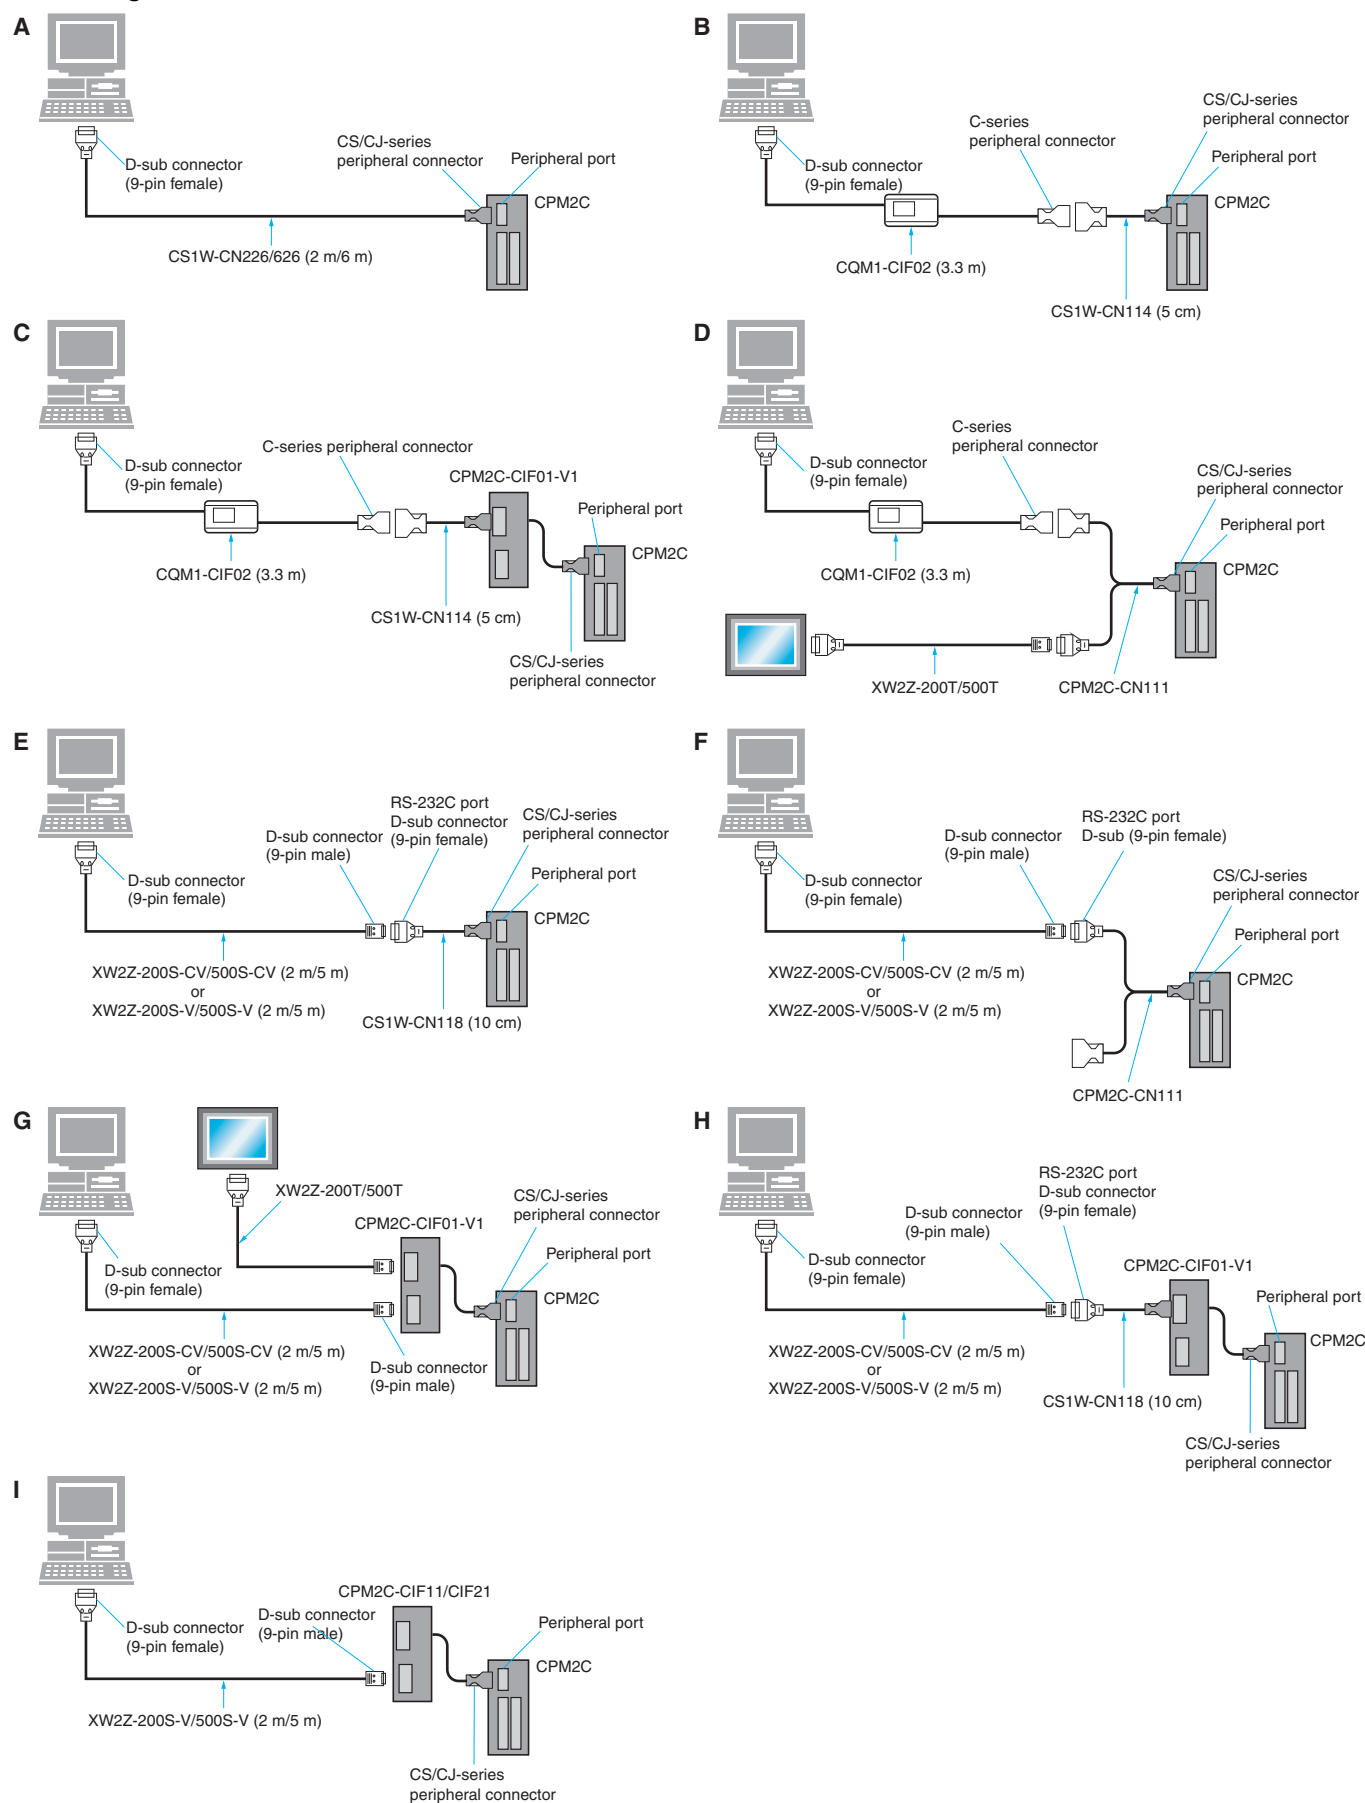 A
D-sub connector
(9-pin female)
CS/CJ-series
peripheral connector
Peripheral port
CPM2C
CS1W-CN226/626 (2 m/6 m)
B
D-sub connector
(9-pin female)
C-series
peripheral connector
CS/CJ-series
peripheral connector
Peripheral port
CPM2C
CQM1-CIF02 (3.3 m)
CS1W-CN114 (5 cm)
C
D-sub connector
(9-pin female)
C-series peripheral connector
CPM2C-CIF01-V1
Peripheral port
CPM2C
CQM1-CIF02 (3.3 m)
CS1W-CN114 (5 cm)
CS/CJ-series
peripheral connector
D
D-sub connector
(9-pin female)
C-series
peripheral connector
CS/CJ-series
peripheral connector
Peripheral port
CPM2C
CQM1-CIF02 (3.3 m)
XW2Z-200T/500T
CPM2C-CN111
E
D-sub connector
(9-pin female)
D-sub connector
(9-pin male)
RS-232C port
D-sub connector
(9-pin female)
CS/CJ-series
peripheral connector
Peripheral port
CPM2C
XW2Z-200S-CV/500S-CV (2 m/5 m)
or
XW2Z-200S-V/500S-V (2 m/5 m)
CS1W-CN118 (10 cm)
F
D-sub connector
(9-pin female)
D-sub connector
(9-pin male)
RS-232C port
D-sub (9-pin female)
CS/CJ-series
peripheral connector
Peripheral port
CPM2C
XW2Z-200S-CV/500S-CV (2 m/5 m)
or
XW2Z-200S-V/500S-V (2 m/5 m)
CPM2C-CN111
G
XW2Z-200T/500T
D-sub connector
(9-pin female)
CPM2C-CIF01-V1
CS/CJ-series
peripheral connector
Peripheral port
CPM2C
XW2Z-200S-CV/500S-CV (2 m/5 m)
or
XW2Z-200S-V/500S-V (2 m/5 m)
D-sub connector
(9-pin male)
H
D-sub connector
(9-pin female)
D-sub connector
(9-pin male)
RS-232C port
D-sub connector
(9-pin female)
CPM2C-CIF01-V1
Peripheral port
CPM2C
XW2Z-200S-CV/500S-CV (2 m/5 m)
or
XW2Z-200S-V/500S-V (2 m/5 m)
CS1W-CN118 (10 cm)
CS/CJ-series
peripheral connector
I
D-sub connector
(9-pin female)
D-sub connector
(9-pin male)
CPM2C-CIF11/CIF21
Peripheral port
CPM2C
XW2Z-200S-V/500S-V (2 m/5 m)
CS/CJ-series
peripheral connector